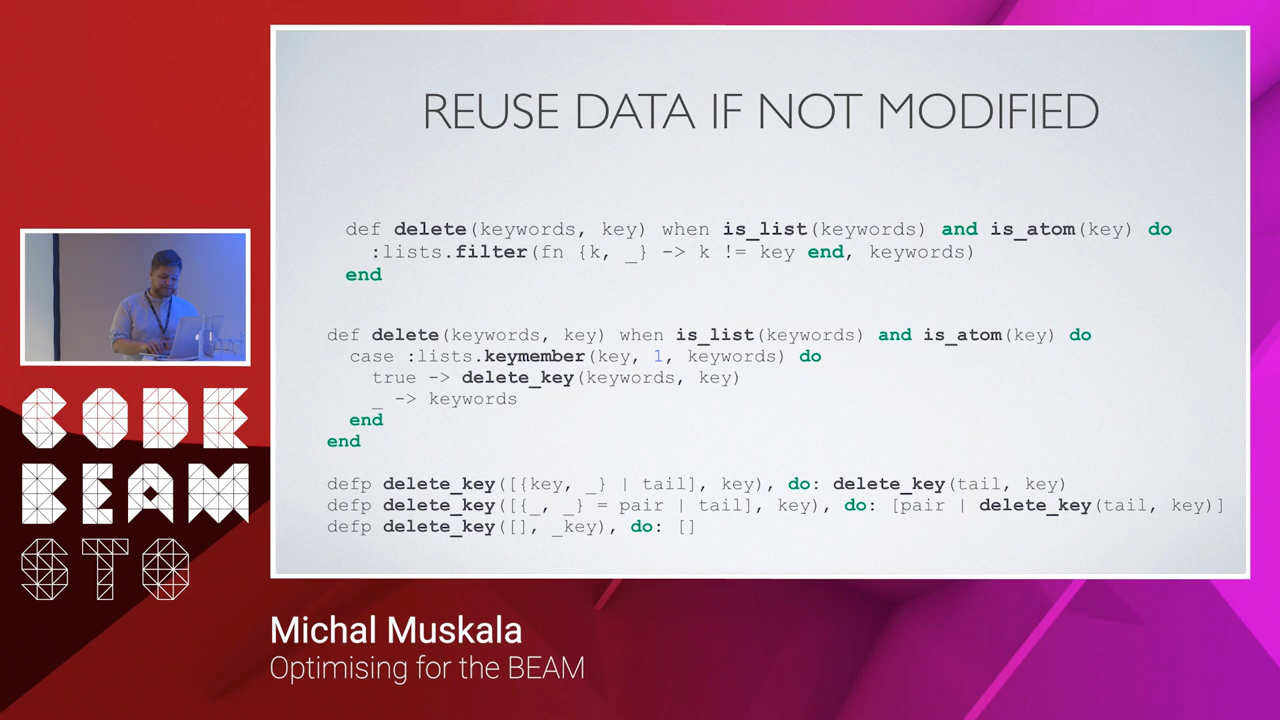 REUSE DATA IF NOT MODIFIED
def delete(keywords, key) when is_list(keywords) and is_atom(key) do
:lists.filter(fn {k, _} -> k != key end, keywords)
end
def delete(keywords, key) when is_list(keywords) and is_atom(key) do
case :lists.keymember(key, 1, keywords) do
true -> delete_key(keywords, key)
_ -> keywords
end
end
defp delete_key([{key, _} | tail], key), do: delete_key(tail, key)
defp delete_key([{_, _} = pair | tail], key), do: [pair | delete_key(tail, key)]
defp delete_key([], _key), do: []
CODE
BEAM
STO
Michal Muskala
Optimising for the BEAM